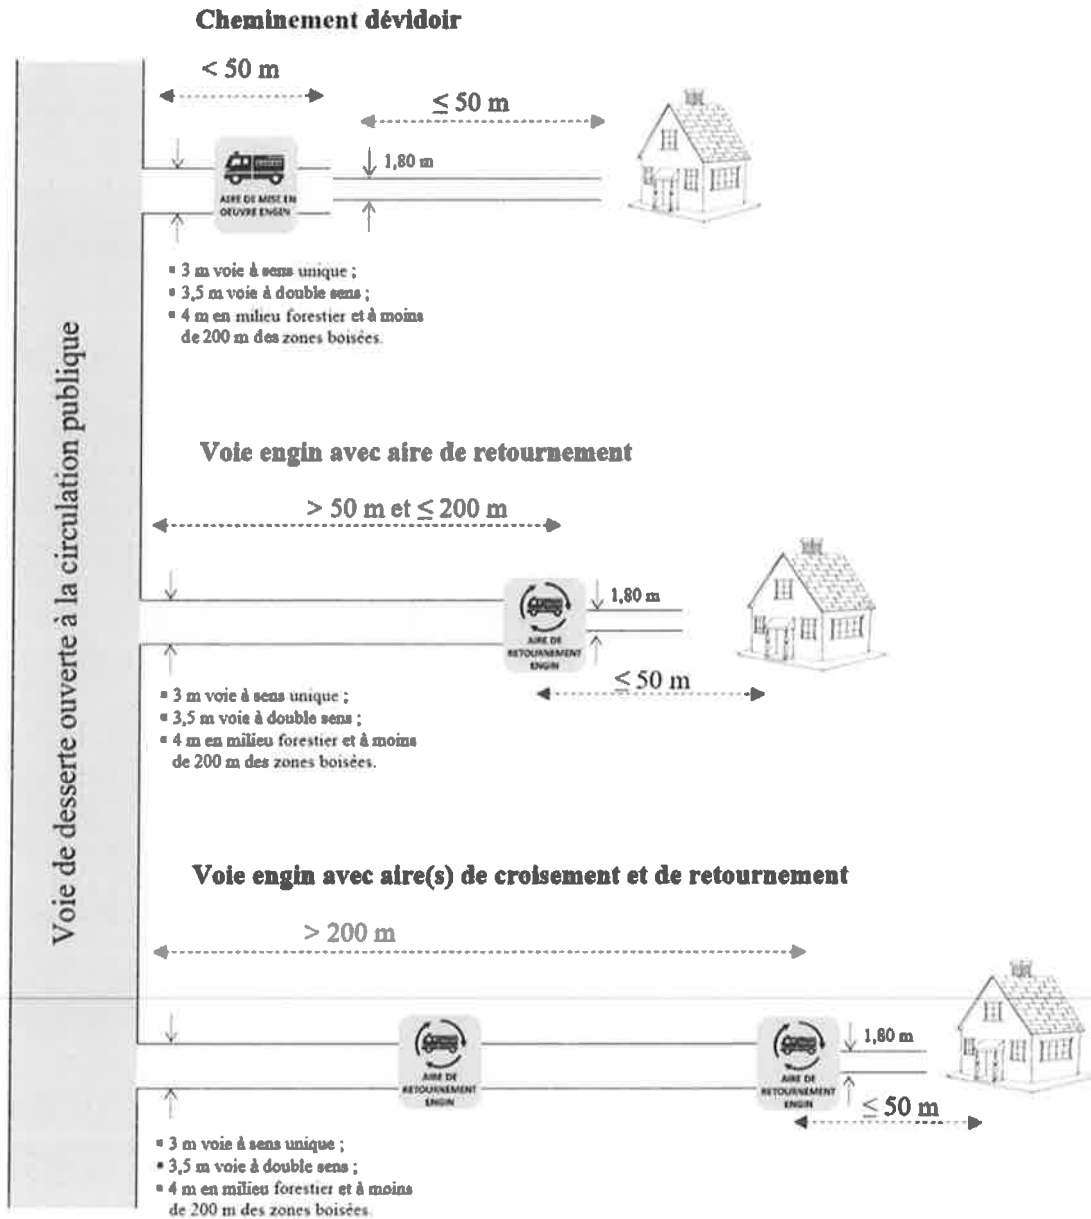 Cheminement dévidoir
< 50 m
≤ 50 m
1,80 m
AIRE DE MISE EN
OEUVRE ENGIN
▪ 3 m voie à sens unique ;
▪ 3,5 m voie à double sens ;
▪ 4 m en milieu forestier et à moins
de 200 m des zones boisées.
Voie de desserte ouverte à la circulation publique
Voie engin avec aire de retournement
> 50 m et ≤ 200 m
1,80 m
AIRE DE
RETOURNEMENT
ENGIN
≤ 50 m
▪ 3 m voie à sens unique ;
▪ 3,5 m voie à double sens ;
▪ 4 m en milieu forestier et à moins
de 200 m des zones boisées.
Voie engin avec aire(s) de croisement et de retournement
> 200 m
AIRE DE
RETOURNEMENT
ENGIN
AIRE DE
RETOURNEMENT
ENGIN
1,80 m
≤ 50 m
▪ 3 m voie à sens unique ;
▪ 3,5 m voie à double sens ;
▪ 4 m en milieu forestier et à moins
de 200 m des zones boisées.